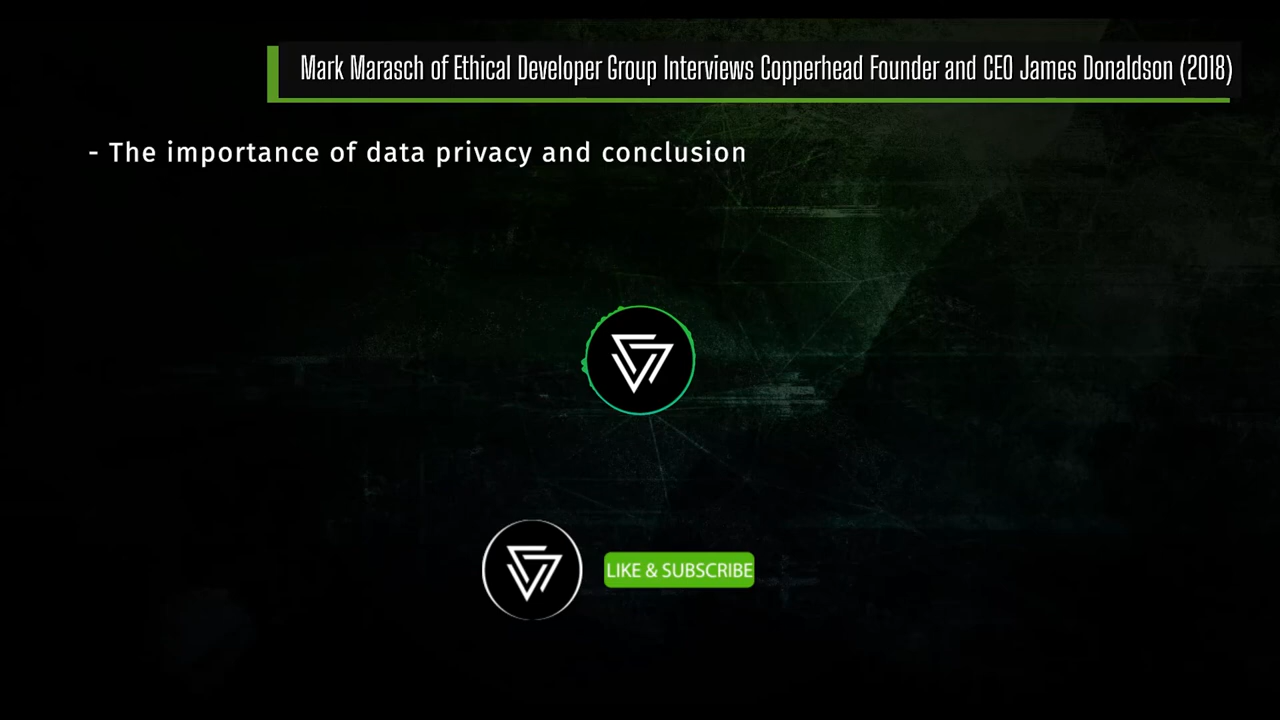 Mark Marasch of Ethical Developer Group Interviews Copperhead Founder and CEO James Donaldson (2018)
- The importance of data privacy and conclusion
LIKE & SUBSCRIBE